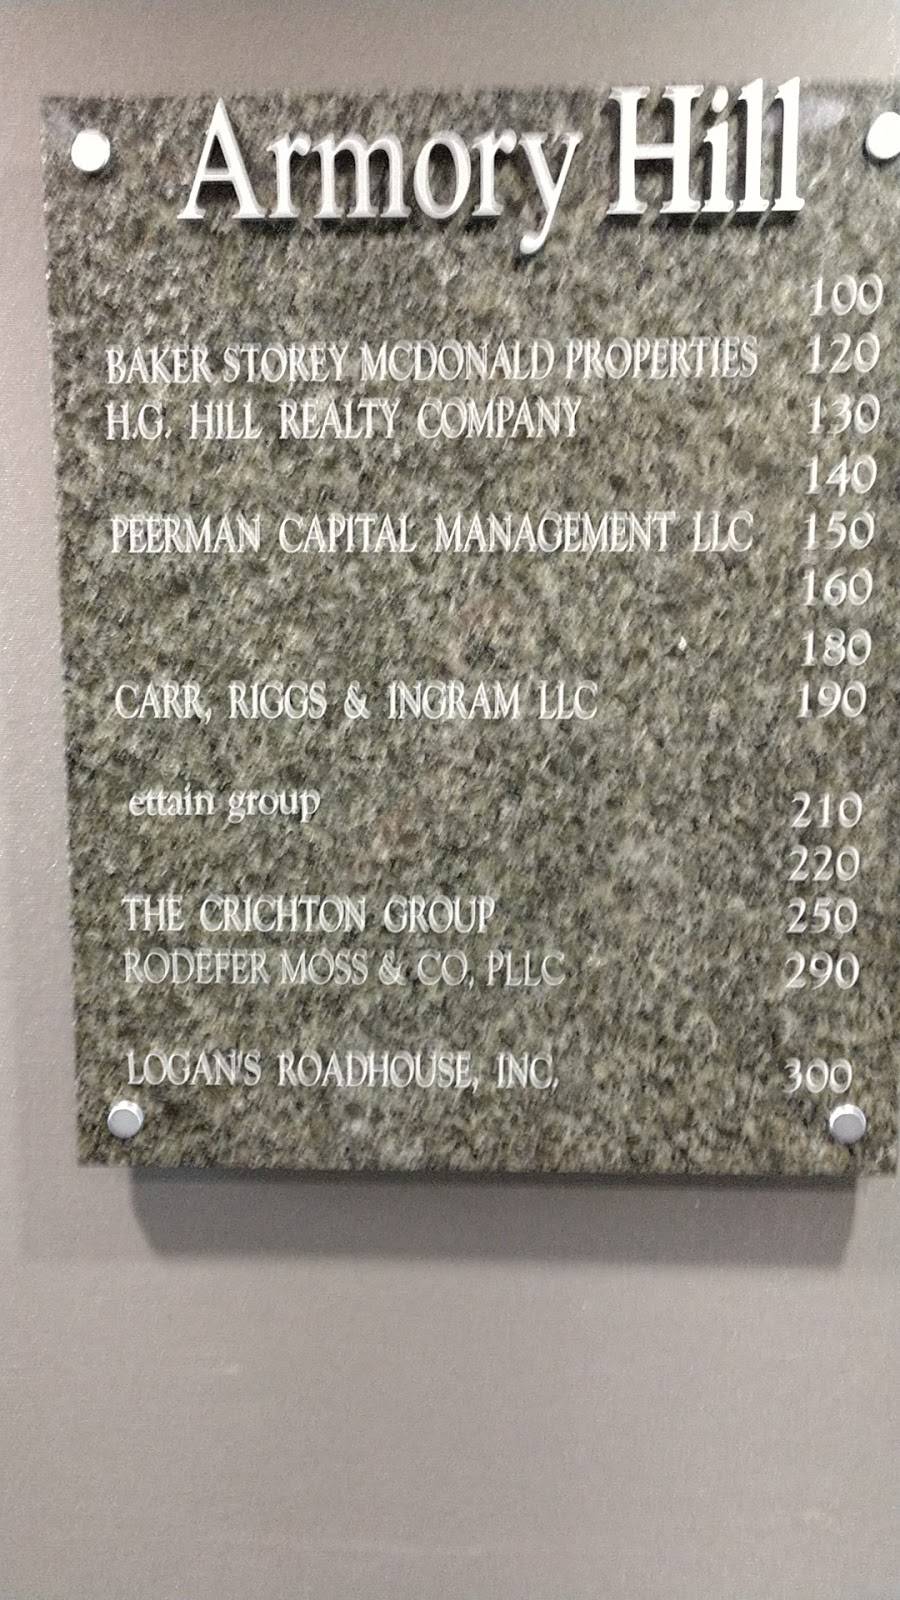 Armory Hill
100
BAKER STOREY MCDONALD PROPERTIES 120
H.G. HILL REALTY COMPANY 130
140
PEERMAN CAPITAL MANAGEMENT LLC 150
160
180
CARR, RIGGS & INGRAM LLC 190
ettain group 210
220
THE CRICHTON GROUP 250
RODEFER MOSS & CO, PLLC 290
LOGAN'S ROADHOUSE, INC. 300